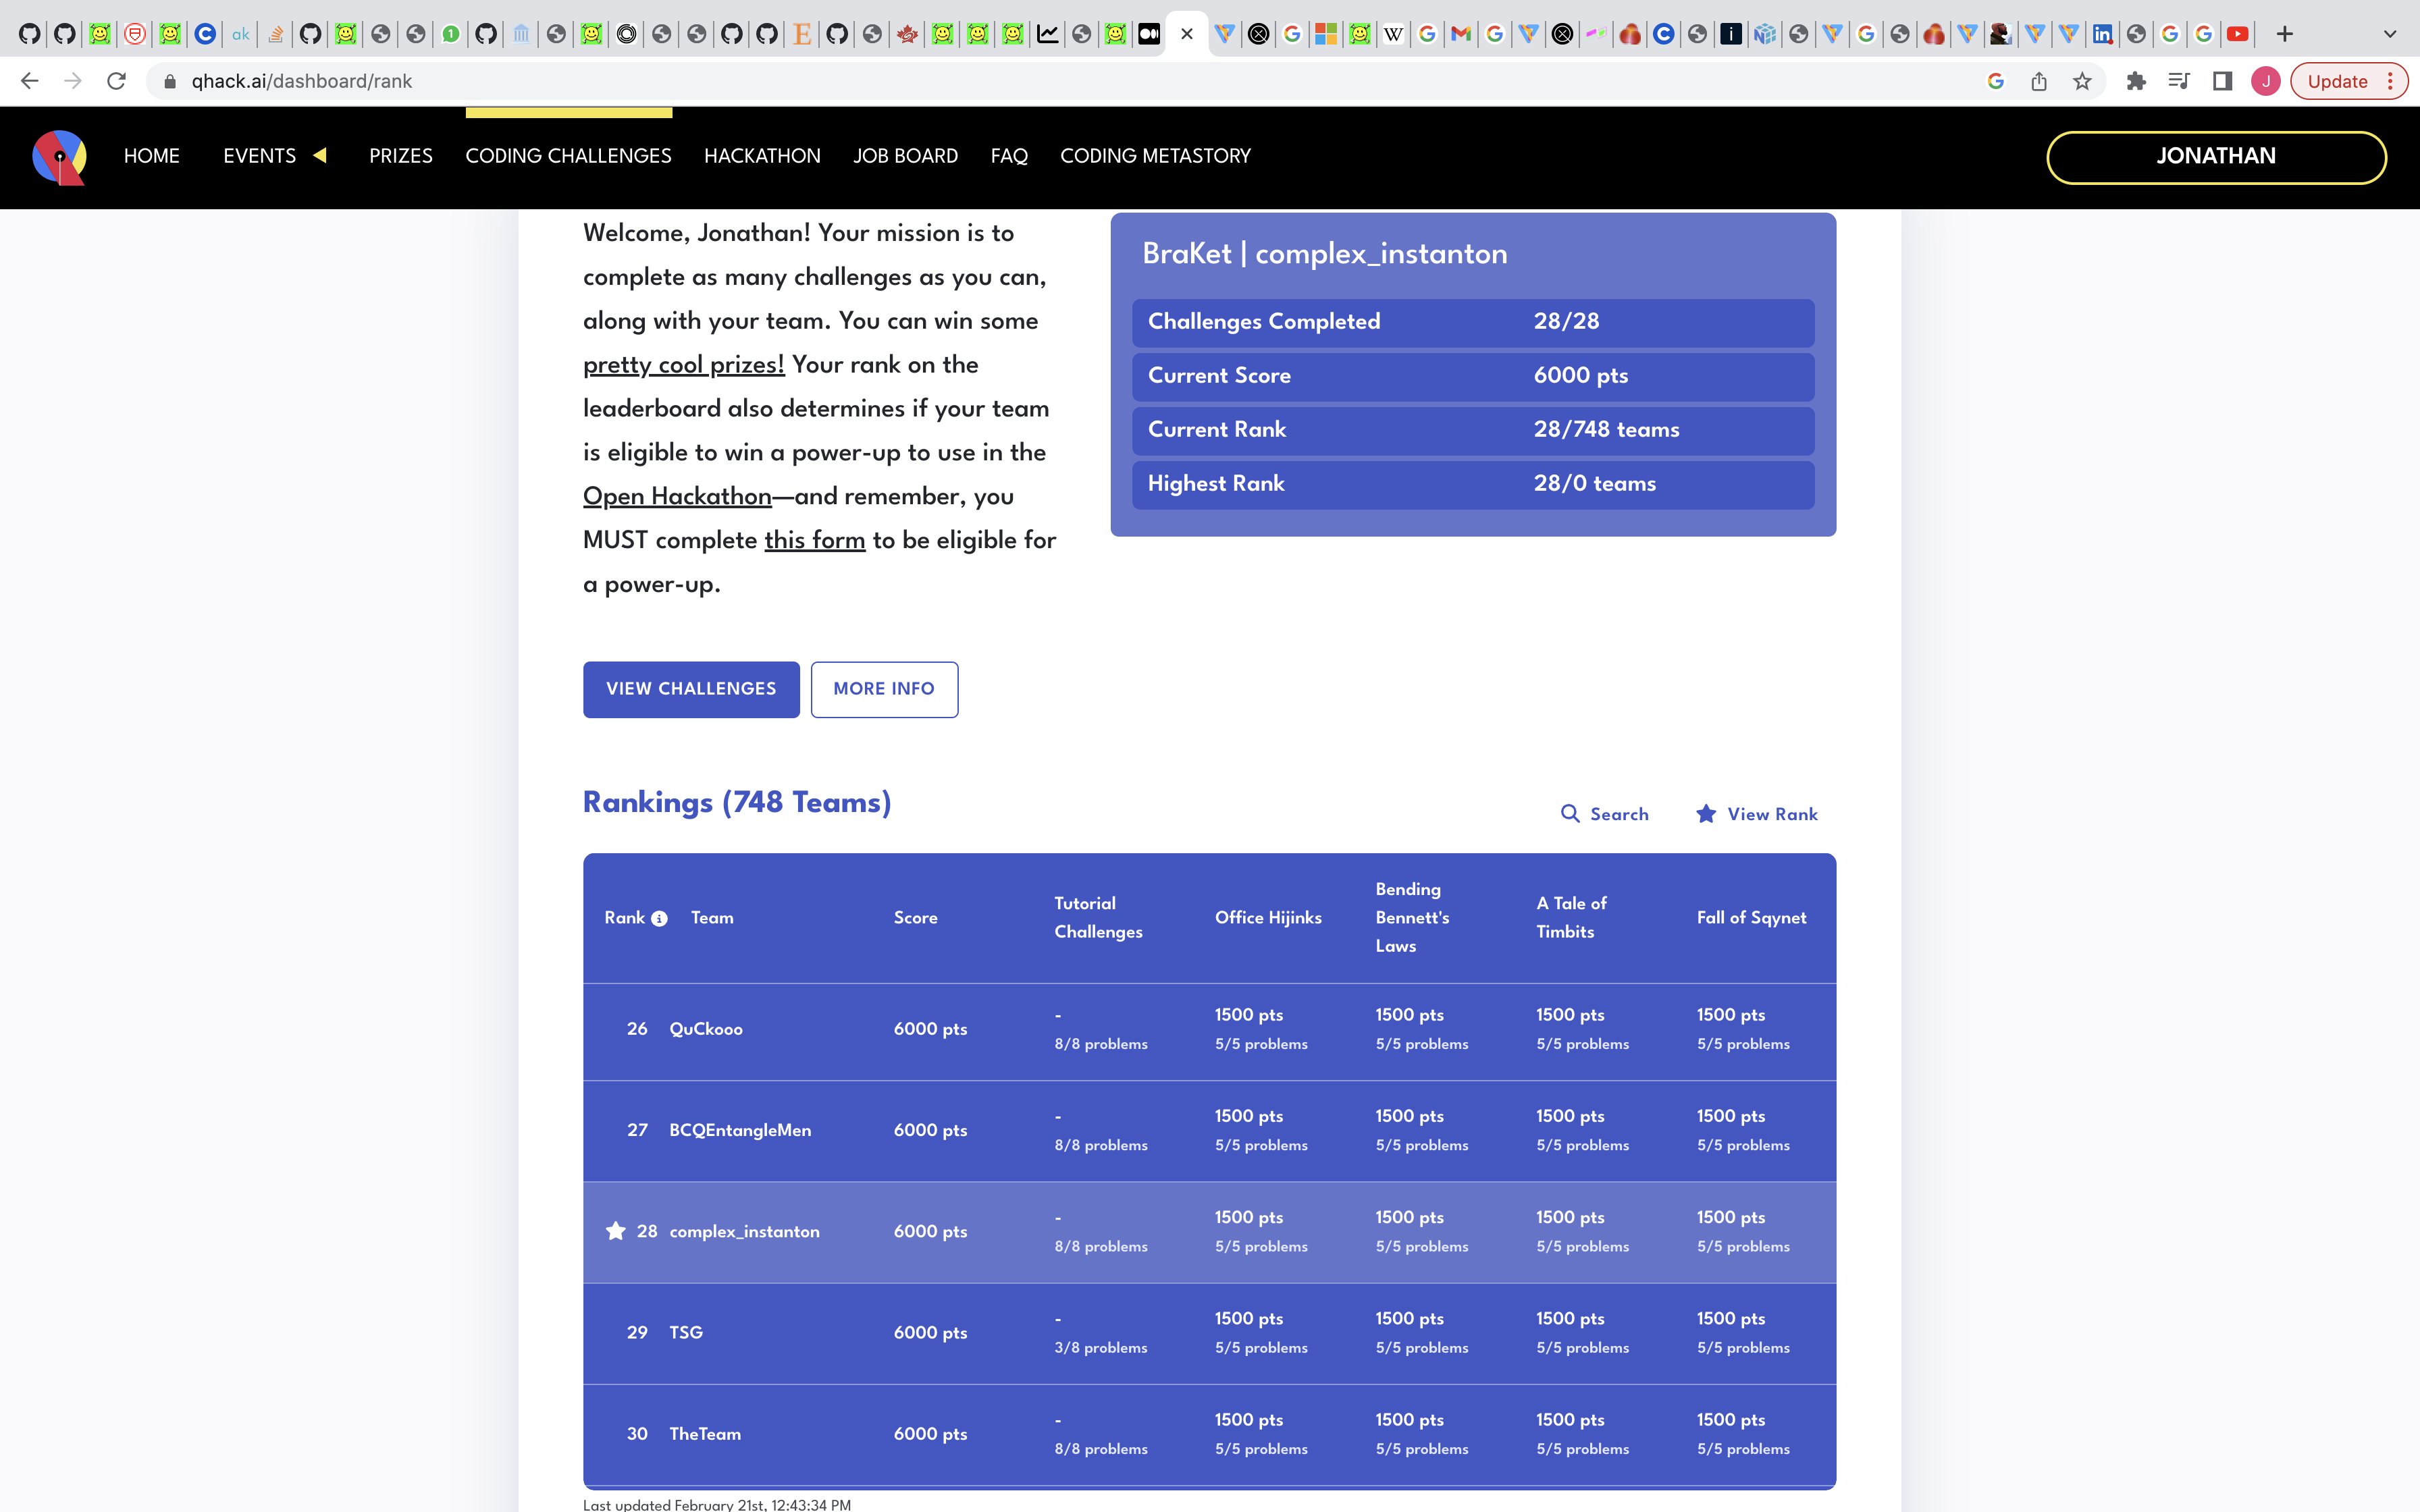 ak
1
E
W
i
in
qhack.ai/dashboard/rank
J
Update
HOME
EVENTS
PRIZES
CODING CHALLENGES
HACKATHON
JOB BOARD
FAQ
CODING METASTORY
JONATHAN
Welcome, Jonathan! Your mission is to
complete as many challenges as you can,
along with your team. You can win some
pretty cool prizes! Your rank on the
leaderboard also determines if your team
is eligible to win a power-up to use in the
Open Hackathon—and remember, you
MUST complete this form to be eligible for
a power-up.
BraKet | complex_instanton
Challenges Completed 28/28
Current Score 6000 pts
Current Rank 28/748 teams
Highest Rank 28/0 teams
VIEW CHALLENGES
MORE INFO
Rankings (748 Teams)
Search
View Rank
Rank
Team
Score
Tutorial
Challenges
Office Hijinks
Bending
Bennett's
Laws
A Tale of
Timbits
Fall of Sqynet
26 QuCkooo 6000 pts
- 1500 pts 1500 pts 1500 pts 1500 pts
8/8 problems 5/5 problems 5/5 problems 5/5 problems 5/5 problems
27 BCQEntangleMen 6000 pts
- 1500 pts 1500 pts 1500 pts 1500 pts
8/8 problems 5/5 problems 5/5 problems 5/5 problems 5/5 problems
28 complex_instanton 6000 pts
- 1500 pts 1500 pts 1500 pts 1500 pts
8/8 problems 5/5 problems 5/5 problems 5/5 problems 5/5 problems
29 TSG 6000 pts
- 1500 pts 1500 pts 1500 pts 1500 pts
3/8 problems 5/5 problems 5/5 problems 5/5 problems 5/5 problems
30 TheTeam 6000 pts
- 1500 pts 1500 pts 1500 pts 1500 pts
8/8 problems 5/5 problems 5/5 problems 5/5 problems 5/5 problems
Last updated February 21st, 12:43:34 PM